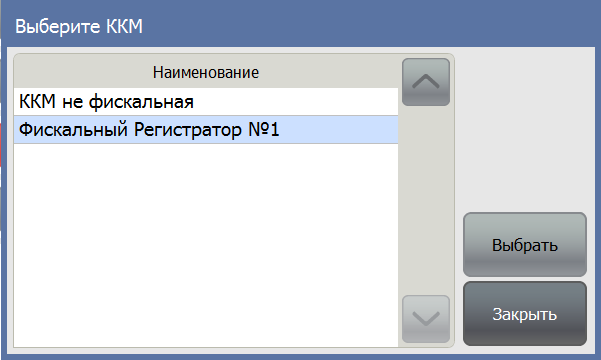 Выберите ККМ
Наименование
ККМ не фискальная
Фискальный Регистратор №1
Выбрать
Закрыть